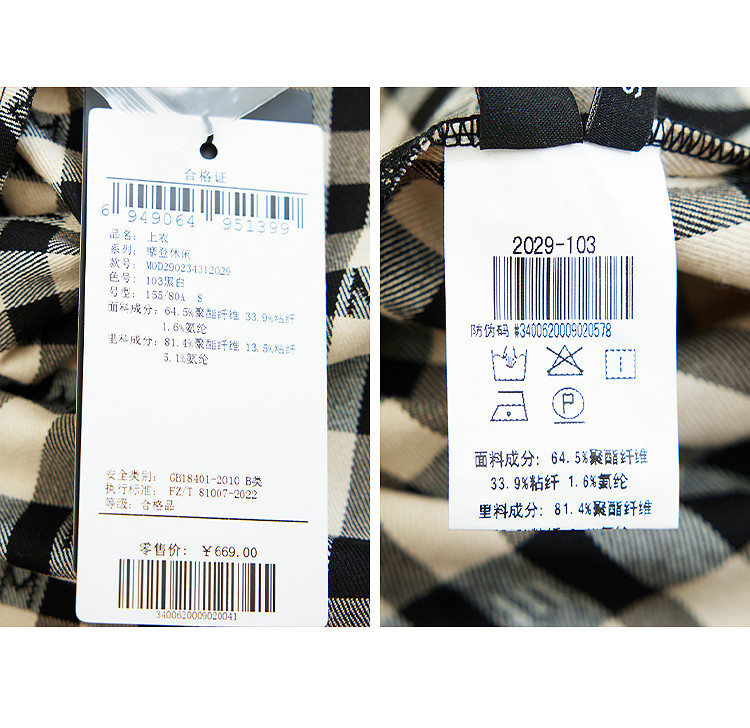 合格证
6 949064 951399
品名: 上衣
系列: 摩登休闲
款号: MOD290234312029
色号: 103黑白
号型: 155/80A S
面料成分: 64.5%聚酯纤维 33.9%粘纤
1.6%氨纶
里料成分: 81.4%聚酯纤维 13.5%粘纤
5.1%氨纶
安全类别: GB18401-2010 B类
执行标准: FZ/T 81007-2022
等级: 合格品
零售价: ￥669.00
3400620009020041
S
2029-103
防伪码 #3400620009020578
P
面料成分: 64.5%聚酯纤维
33.9%粘纤 1.6%氨纶
里料成分: 81.4%聚酯纤维